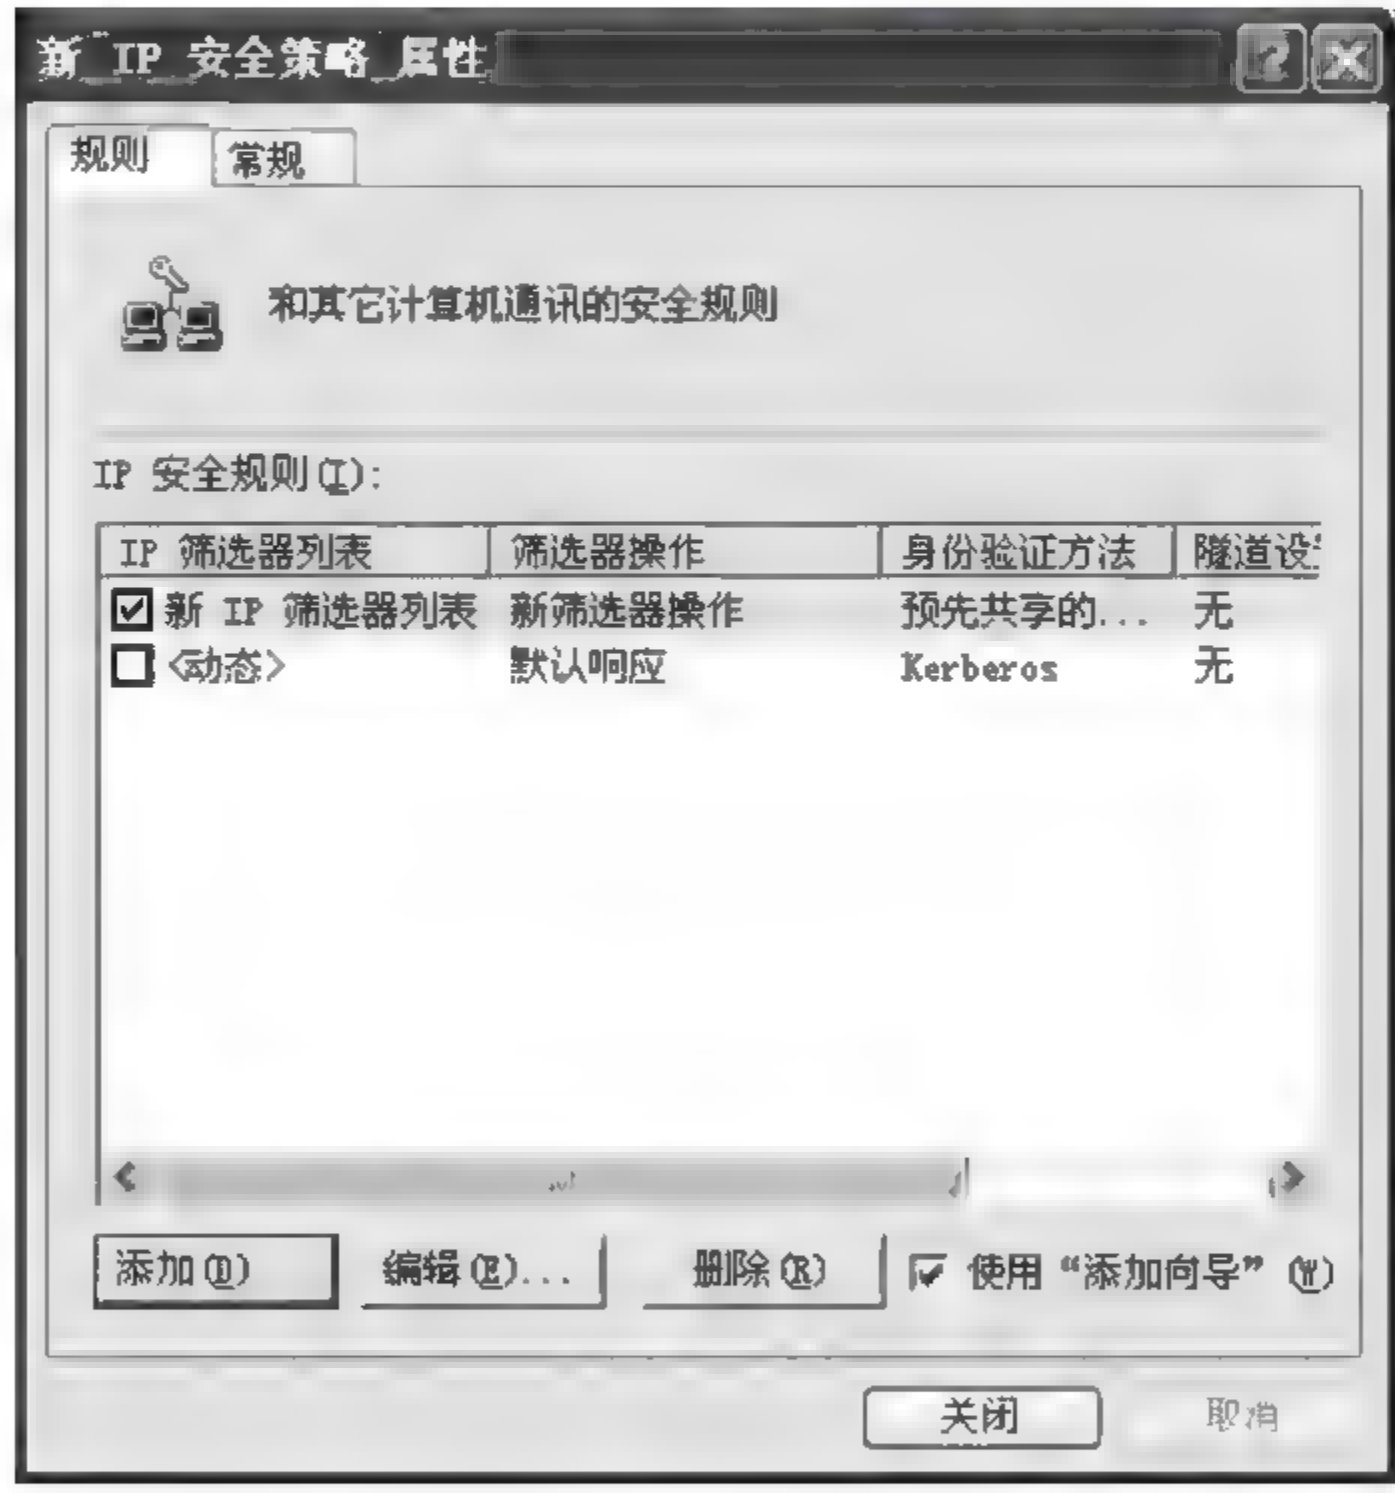 新 IP 安全策略 属性
规则 常规
和其它计算机通讯的安全规则
IP 安全规则(I):
IP 筛选器列表 筛选器操作 身份验证方法 隧道设
新 IP 筛选器列表 新筛选器操作 预先共享的... 无
<动态> 默认响应 Kerberos 无
添加(D) 编辑(E)... 删除(R) 使用“添加向导”(W)
关闭 取消